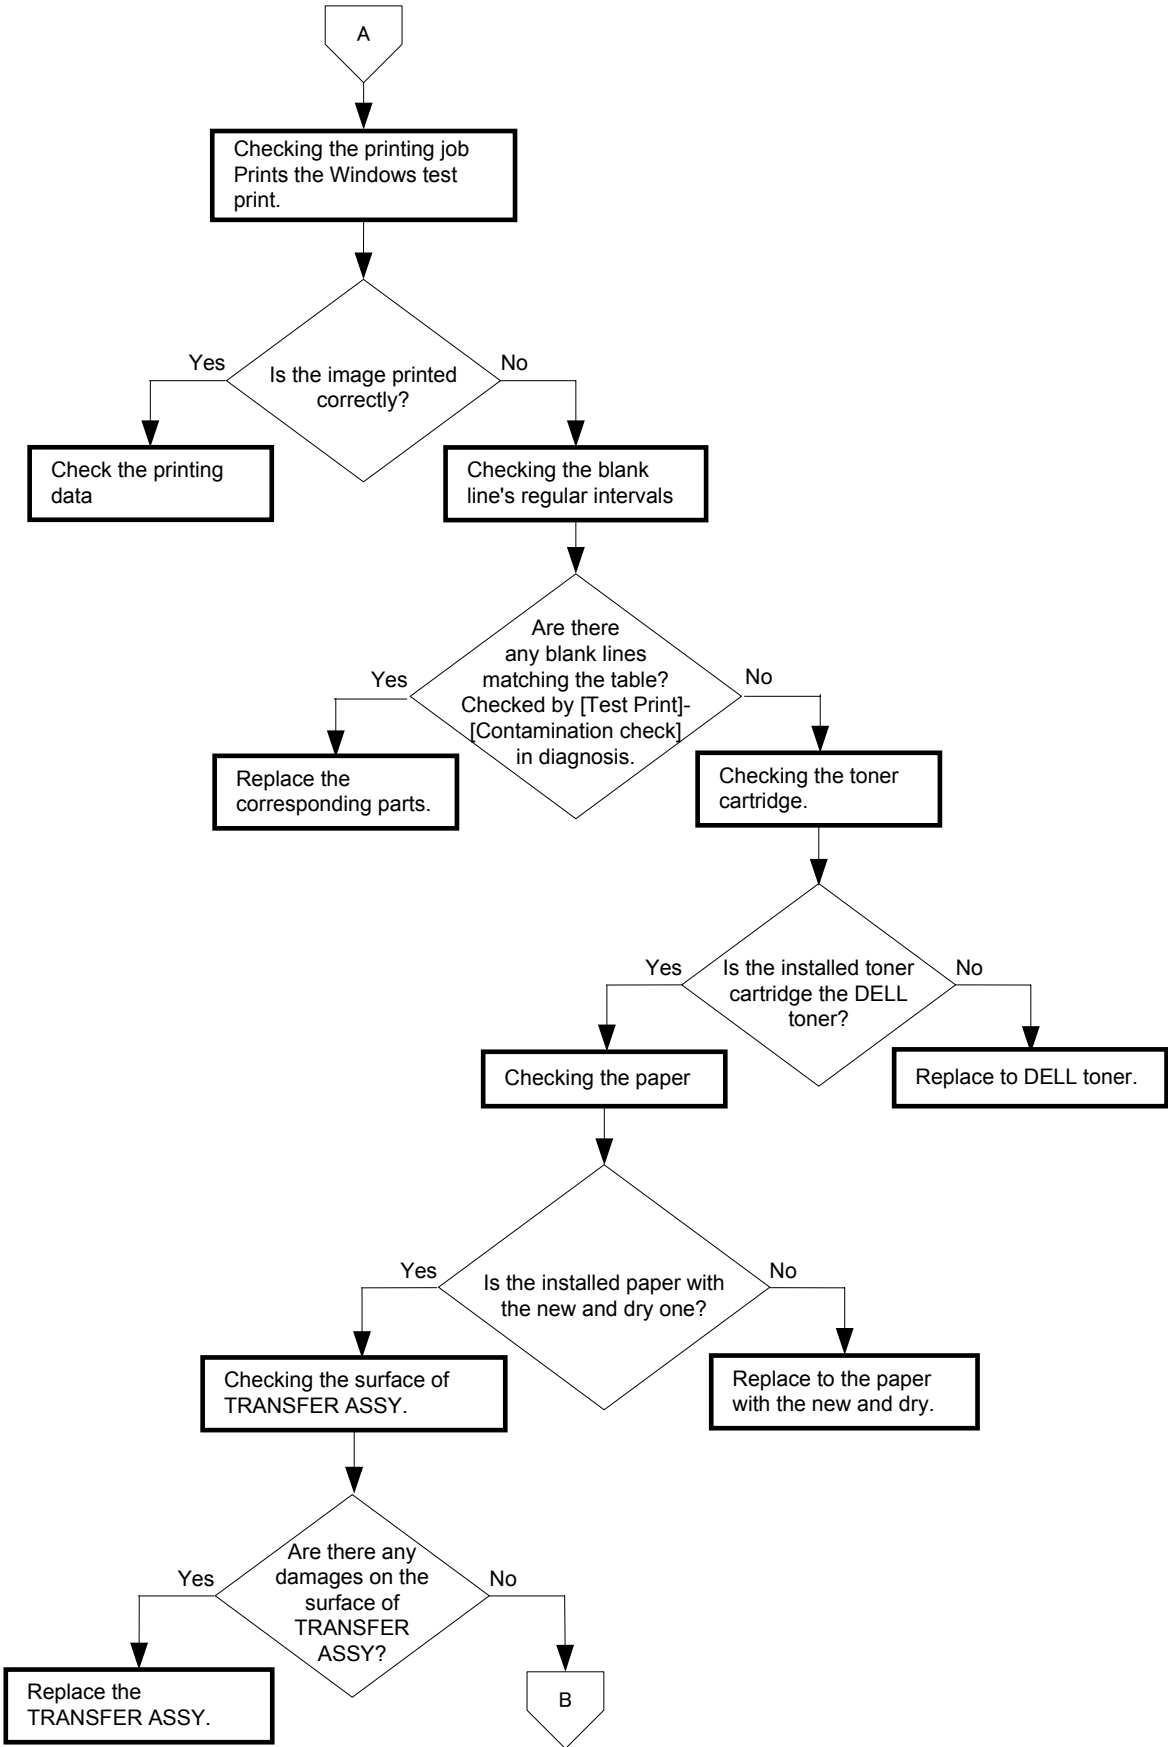 A
Checking the printing job
Prints the Windows test
print.
Yes
No
Is the image printed
correctly?
Check the printing
data
Checking the blank
line's regular intervals
Are there
any blank lines
matching the table?
Checked by [Test Print]-
[Contamination check]
in diagnosis.
Yes
No
Replace the
corresponding parts.
Checking the toner
cartridge.
Yes
No
Is the installed toner
cartridge the DELL
toner?
Checking the paper
Replace to DELL toner.
Yes
No
Is the installed paper with
the new and dry one?
Checking the surface of
TRANSFER ASSY.
Replace to the paper
with the new and dry.
Are there any
damages on the
surface of
TRANSFER
ASSY?
Yes
No
Replace the
TRANSFER ASSY.
B